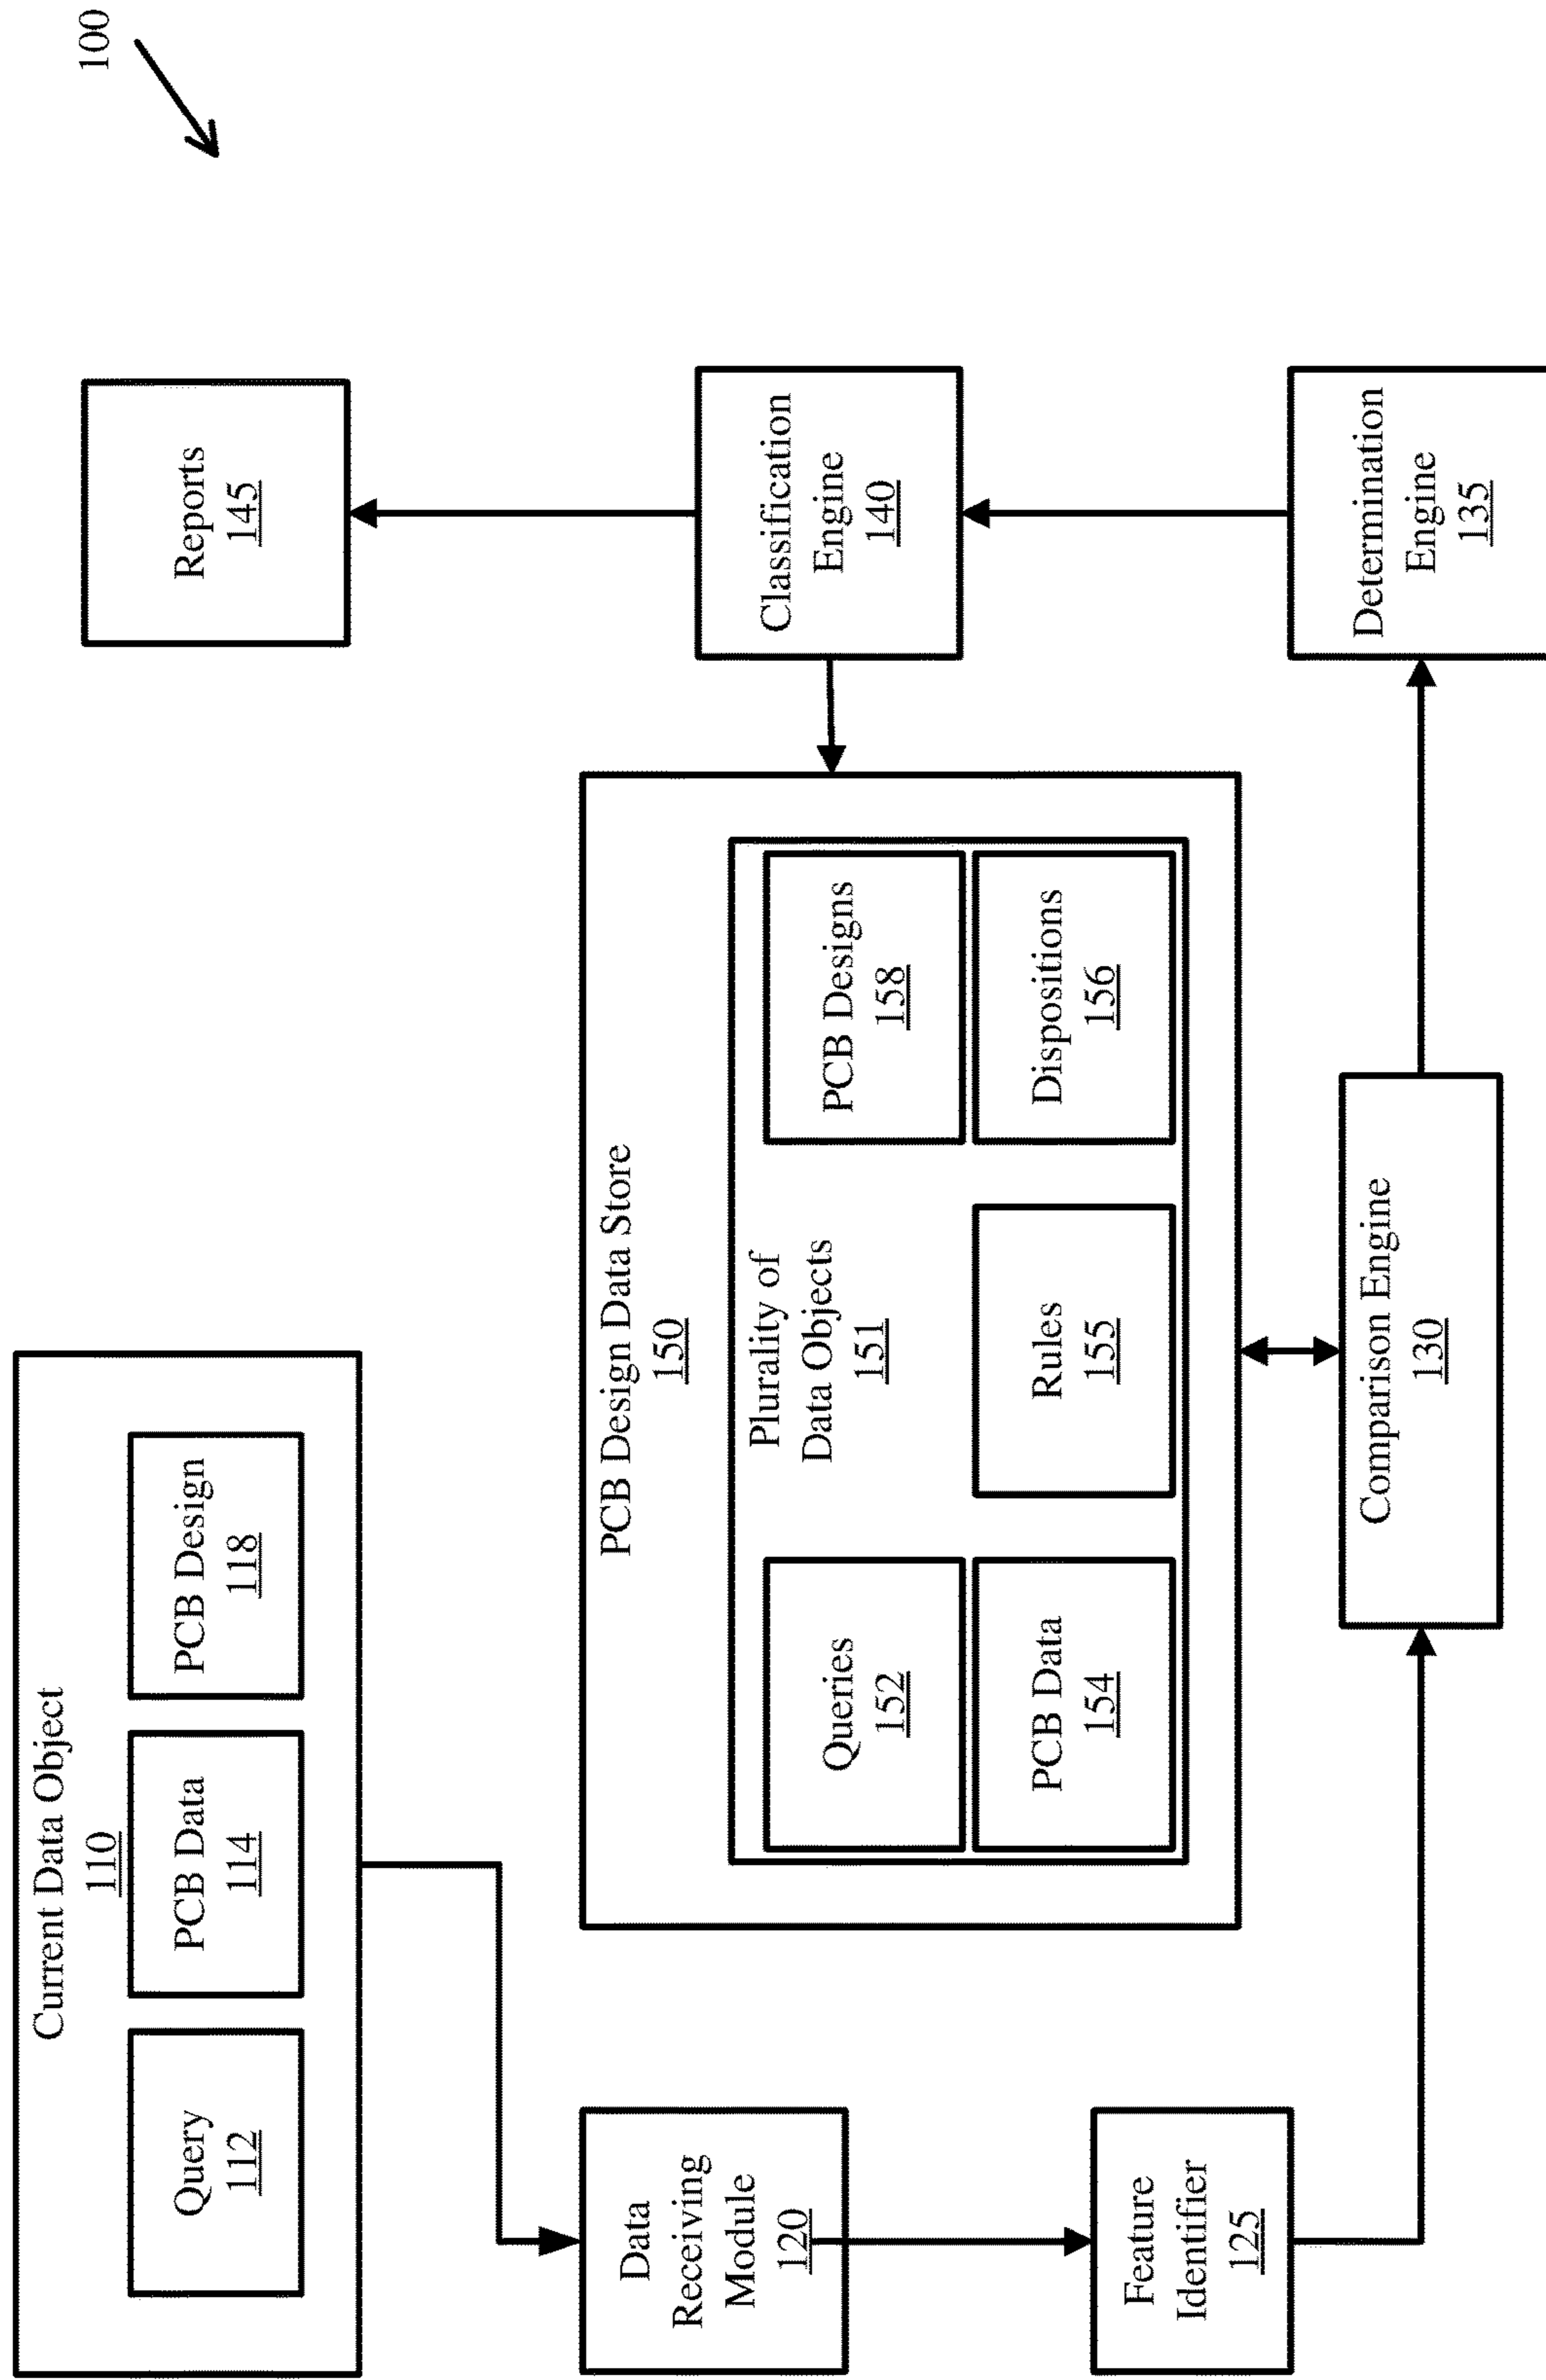 100
Current Data Object
110
Query
112
PCB Data
114
PCB Design
118
Reports
145
Data
Receiving
Module
120
PCB Design Data Store
150
Plurality of
Data Objects
151
Queries
152
PCB Designs
158
PCB Data
154
Rules
155
Dispositions
156
Classification
Engine
140
Feature
Identifier
125
Comparison Engine
130
Determination
Engine
135